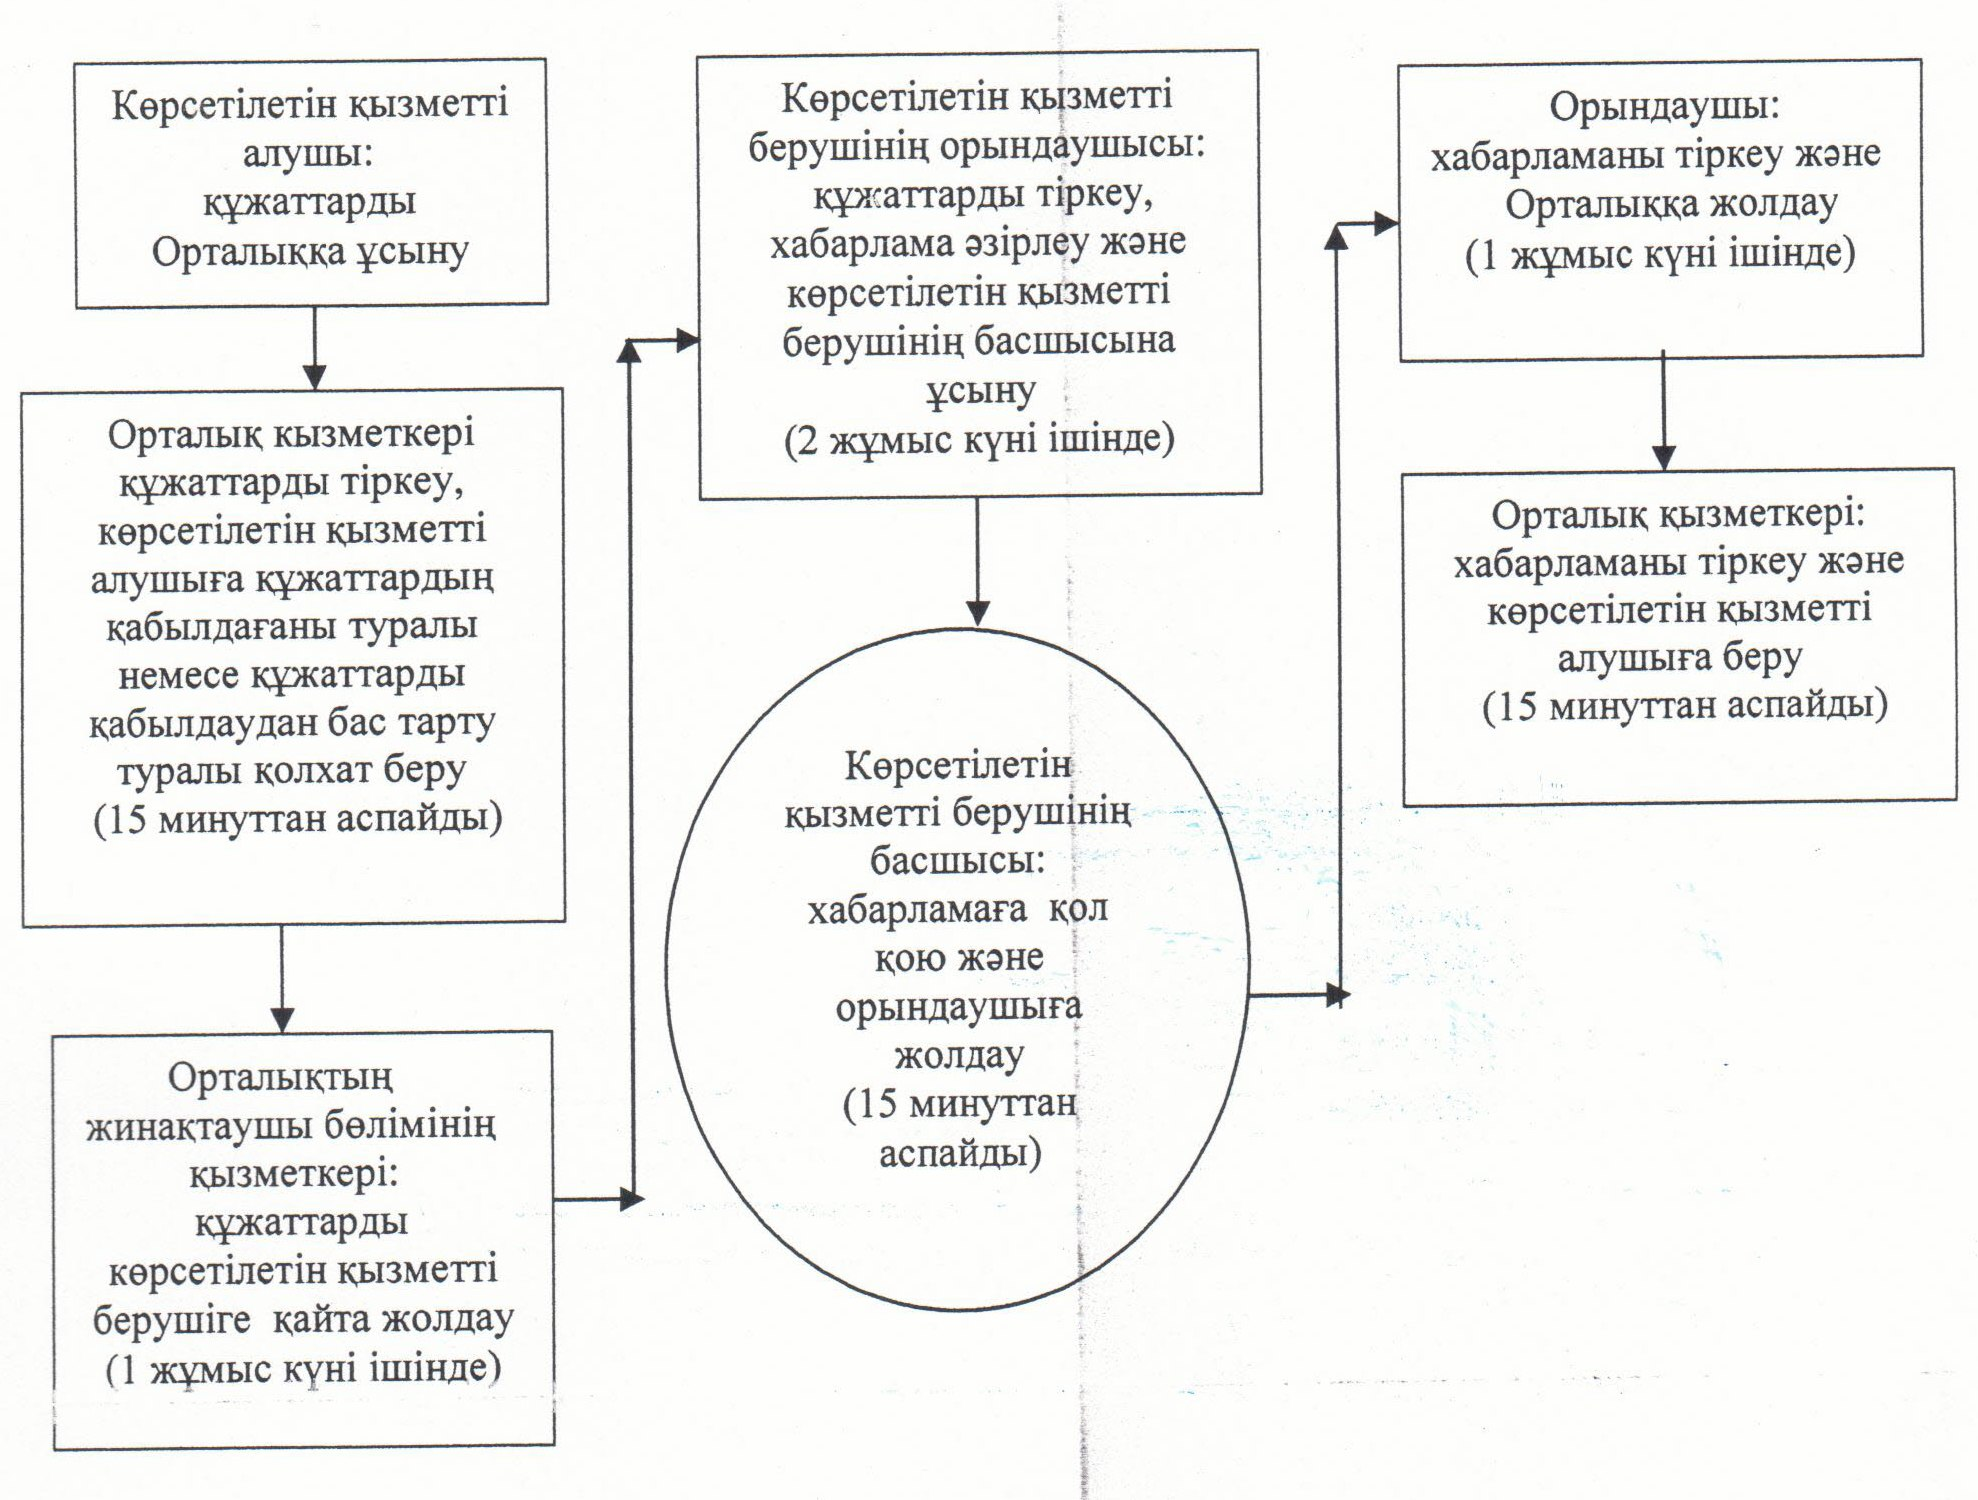 Көрсетілетін қызметті
алушы:
құжаттарды
Орталыққа ұсыну
Орталық кызметкері
құжаттарды тіркеу,
көрсетілетін қызметті
алушыға құжаттардың
қабылдағаны туралы
немесе құжаттарды
қабылдаудан бас тарту
туралы қолхат беру
(15 минуттан аспайды)
Орталықтың
жинақтаушы бөлімінің
қызметкері:
құжаттарды
көрсетілетін қызметті
берушіге қайта жолдау
(1 жұмыс күні ішінде)
Көрсетілетін қызметті
берушінің орындаушысы:
құжаттарды тіркеу,
хабарлама әзірлеу және
көрсетілетін қызметті
берушінің басшысына
ұсыну
(2 жұмыс күні ішінде)
Көрсетілетін
қызметті берушінің
басшысы:
хабарламаға қол
қою және
орындаушыға
жолдау
(15 минуттан
аспайды)
Орындаушы:
хабарламаны тіркеу және
Орталыққа жолдау
(1 жұмыс күні ішінде)
Орталық қызметкері:
хабарламаны тіркеу және
көрсетілетін қызметті
алушыға беру
(15 минуттан аспайды)